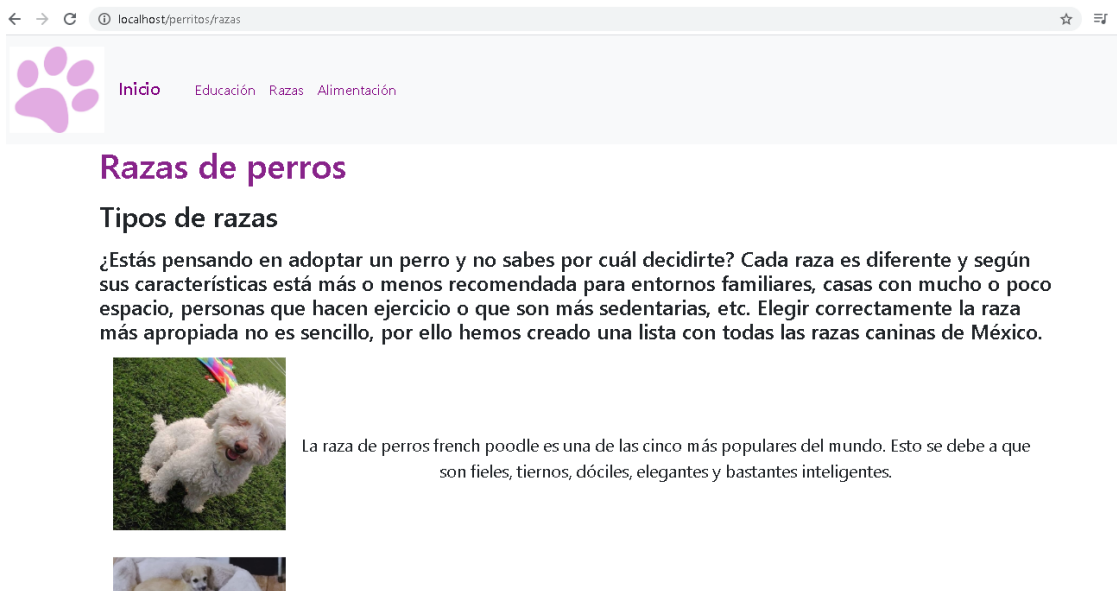 localhost/perritos/razas
Inicio Educación Razas Alimentación
Razas de perros
Tipos de razas
¿Estás pensando en adoptar un perro y no sabes por cuál decidirte? Cada raza es diferente y según
sus características está más o menos recomendada para entornos familiares, casas con mucho o poco
espacio, personas que hacen ejercicio o que son más sedentarias, etc. Elegir correctamente la raza
más apropiada no es sencillo, por ello hemos creado una lista con todas las razas caninas de México.
La raza de perros french poodle es una de las cinco más populares del mundo. Esto se debe a que
son fieles, tiernos, dóciles, elegantes y bastantes inteligentes.